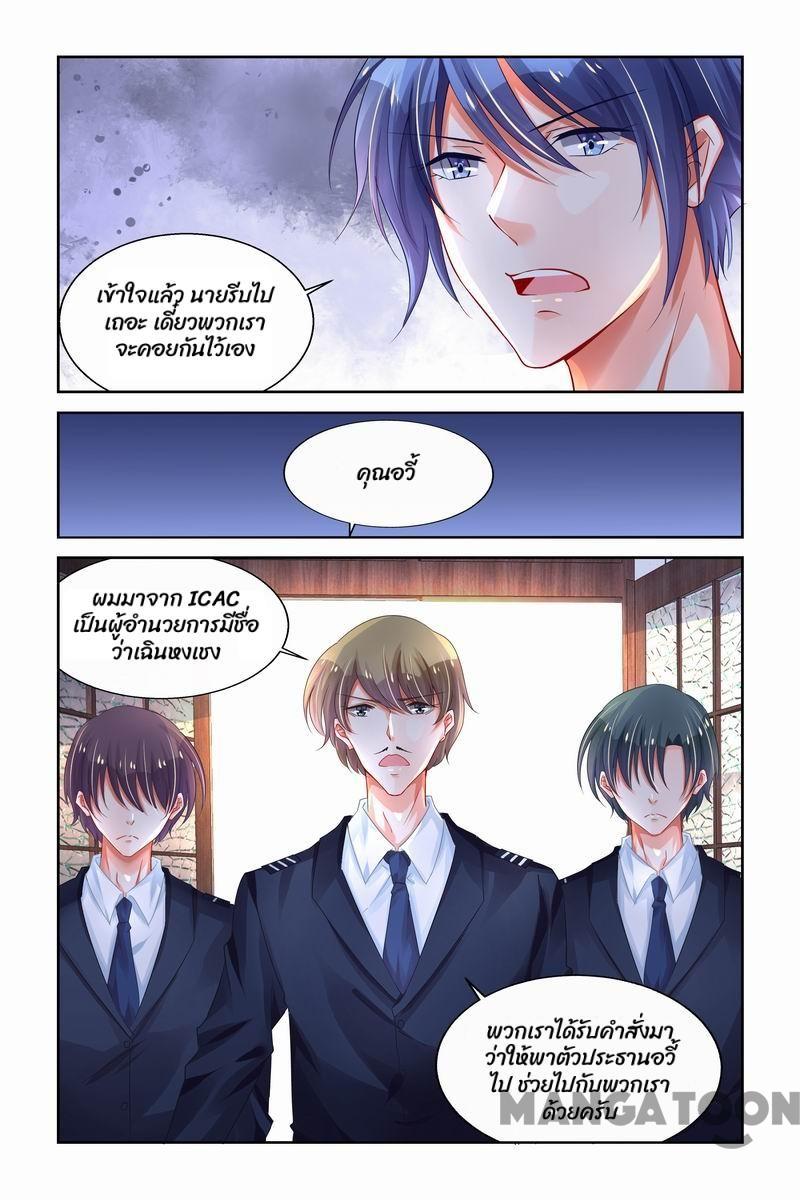 เข้าใจแล้ว นายรีบไป
เถอะ เดี๋ยวพวกเรา
จะคอยกันไว้เอง
คุณอวี้
ผมมาจาก ICAC
เป็นผู้อำนวยการมีชื่อ
ว่าเฉินหงเชง
พวกเราได้รับคำสั่งมา
ว่าให้พาตัวประธานอวี้
ไป ช่วยไปกับพวกเรา
ด้วยครับ
MANGATOON